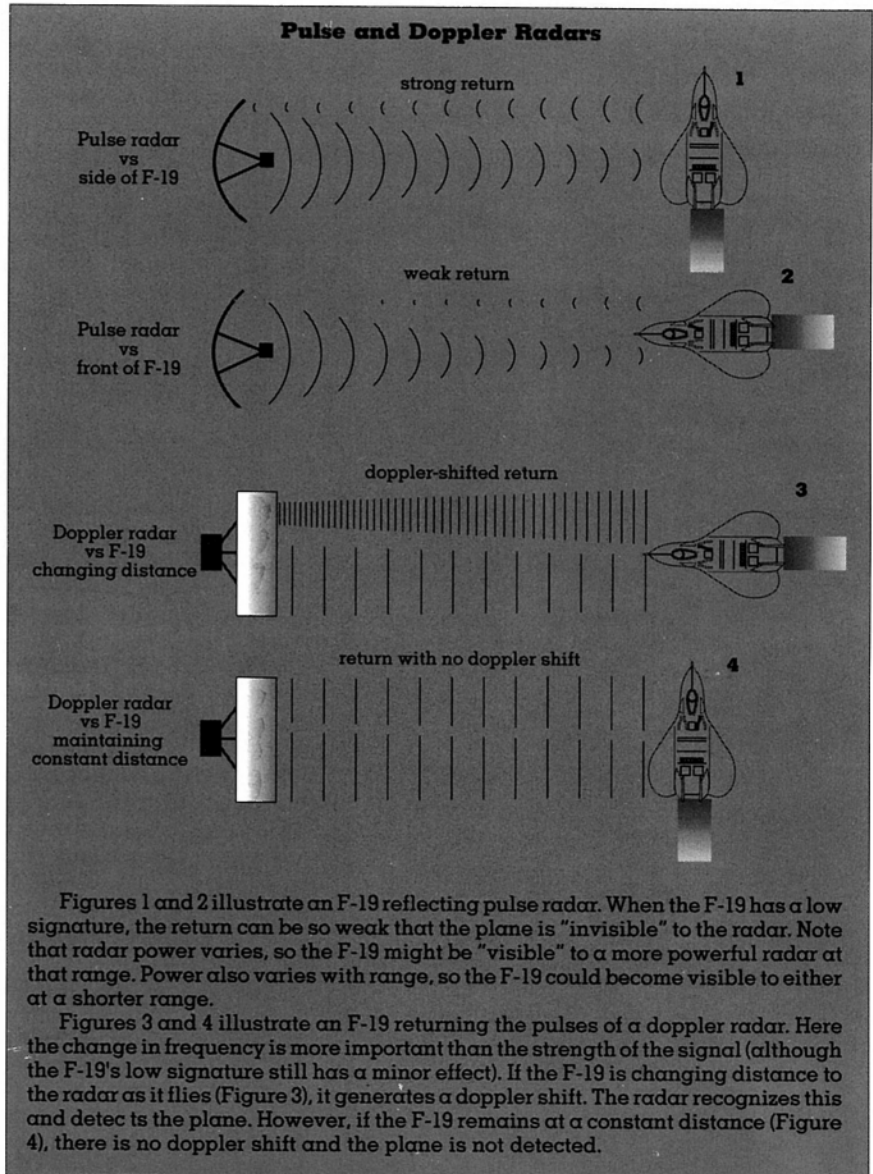 Pulse and Doppler Radars
strong return
1
Pulse radar
vs
side of F-19
weak return
2
Pulse radar
vs
front of F-19
doppler-shifted return
3
Doppler radar
vs F-19
changing distance
return with no doppler shift
4
Doppler radar
vs F-19
maintaining
constant distance
Figures 1 and 2 illustrate an F-19 reflecting pulse radar. When the F-19 has a low
signature, the return can be so weak that the plane is "invisible" to the radar. Note
that radar power varies, so the F-19 might be "visible" to a more powerful radar at
that range. Power also varies with range, so the F-19 could become visible to either
at a shorter range.
Figures 3 and 4 illustrate an F-19 returning the pulses of a doppler radar. Here
the change in frequency is more important than the strength of the signal (although
the F-19's low signature still has a minor effect). If the F-19 is changing distance to
the radar as it flies (Figure 3), it generates a doppler shift. The radar recognizes this
and detec ts the plane. However, if the F-19 remains at a constant distance (Figure
4), there is no doppler shift and the plane is not detected.